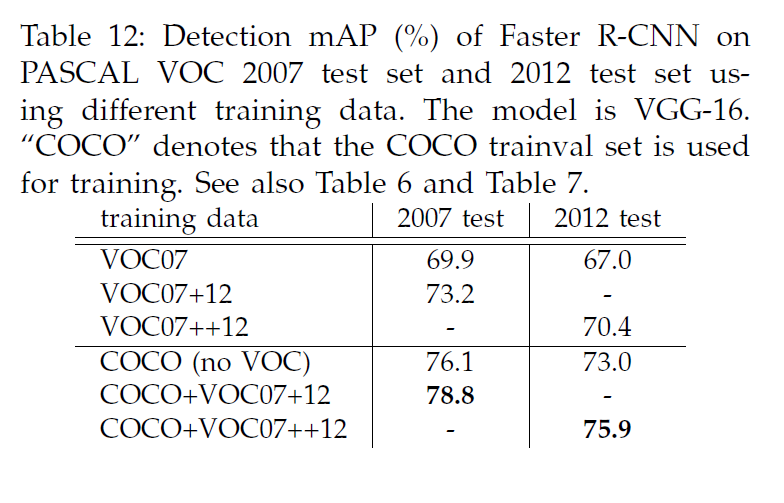 Table 12: Detection mAP (%) of Faster R-CNN on
PASCAL VOC 2007 test set and 2012 test set us-
ing different training data. The model is VGG-16.
“COCO” denotes that the COCO trainval set is used
for training. See also Table 6 and Table 7.
training data 2007 test 2012 test
VOC07 69.9 67.0
VOC07+12 73.2 -
VOC07++12 - 70.4
COCO (no VOC) 76.1 73.0
COCO+VOC07+12 78.8 -
COCO+VOC07++12 - 75.9